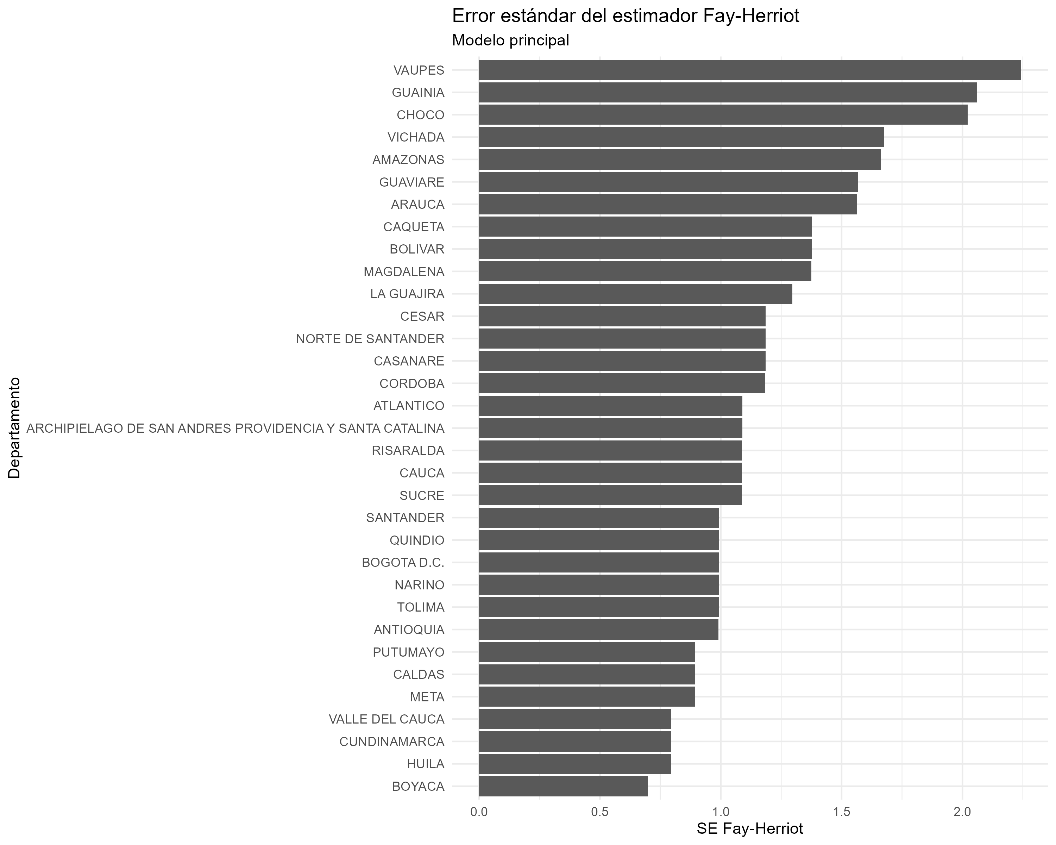 Error estándar del estimador Fay-Herriot
Modelo principal
VAUPES
GUAINIA
CHOCO
VICHADA
AMAZONAS
GUAVIARE
ARAUCA
CAQUETA
BOLIVAR
MAGDALENA
LA GUAJIRA
CESAR
NORTE DE SANTANDER
CASANARE
CORDOBA
ATLANTICO
ARCHIPIELAGO DE SAN ANDRES PROVIDENCIA Y SANTA CATALINA
RISARALDA
CAUCA
SUCRE
SANTANDER
QUINDIO
BOGOTA D.C.
NARINO
TOLIMA
ANTIOQUIA
PUTUMAYO
CALDAS
META
VALLE DEL CAUCA
CUNDINAMARCA
HUILA
BOYACA
Departamento
0.0 0.5 1.0 1.5 2.0
SE Fay-Herriot